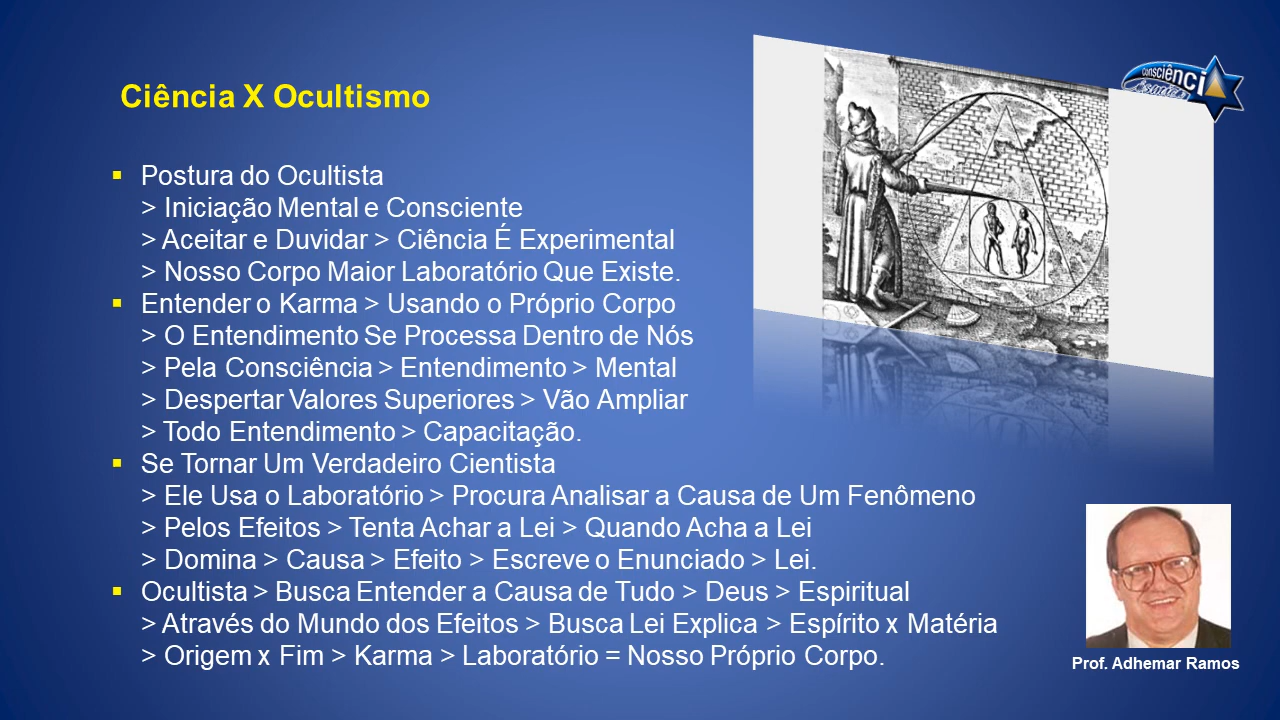 Ciência X Ocultismo
consciênci
▪ Postura do Ocultista
> Iniciação Mental e Consciente
> Aceitar e Duvidar > Ciência É Experimental
> Nosso Corpo Maior Laboratório Que Existe.
▪ Entender o Karma > Usando o Próprio Corpo
> O Entendimento Se Processa Dentro de Nós
> Pela Consciência > Entendimento > Mental
> Despertar Valores Superiores > Vão Ampliar
> Todo Entendimento > Capacitação.
▪ Se Tornar Um Verdadeiro Cientista
> Ele Usa o Laboratório > Procura Analisar a Causa de Um Fenômeno
> Pelos Efeitos > Tenta Achar a Lei > Quando Acha a Lei
> Domina > Causa > Efeito > Escreve o Enunciado > Lei.
▪ Ocultista > Busca Entender a Causa de Tudo > Deus > Espiritual
> Através do Mundo dos Efeitos > Busca Lei Explica > Espírito x Matéria
> Origem x Fim > Karma > Laboratório = Nosso Próprio Corpo.
Prof. Adhemar Ramos